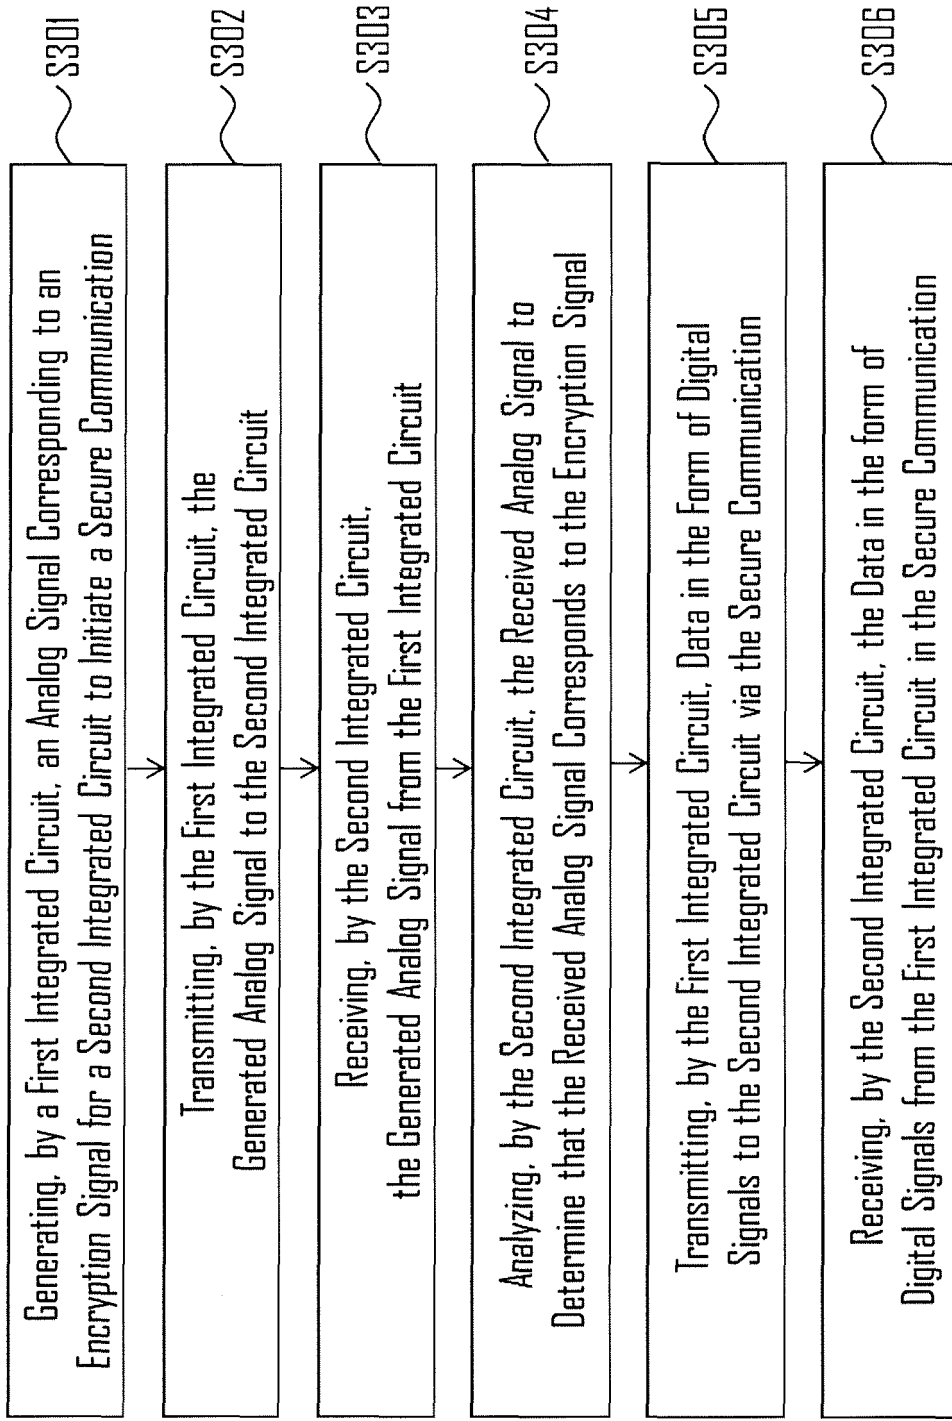 Generating, by a First Integrated Circuit, an Analog Signal Corresponding to an
Encryption Signal for a Second Integrated Circuit to Initiate a Secure Communication
S301
Transmitting, by the First Integrated Circuit, the
Generated Analog Signal to the Second Integrated Circuit
S302
Receiving, by the Second Integrated Circuit,
the Generated Analog Signal from the First Integrated Circuit
S303
Analyzing, by the Second Integrated Circuit, the Received Analog Signal to
Determine that the Received Analog Signal Corresponds to the Encryption Signal
S304
Transmitting, by the First Integrated Circuit, Data in the Form of Digital
Signals to the Second Integrated Circuit via the Secure Communication
S305
Receiving, by the Second Integrated Circuit, the Data in the form of
Digital Signals from the First Integrated Circuit in the Secure Communication
S306